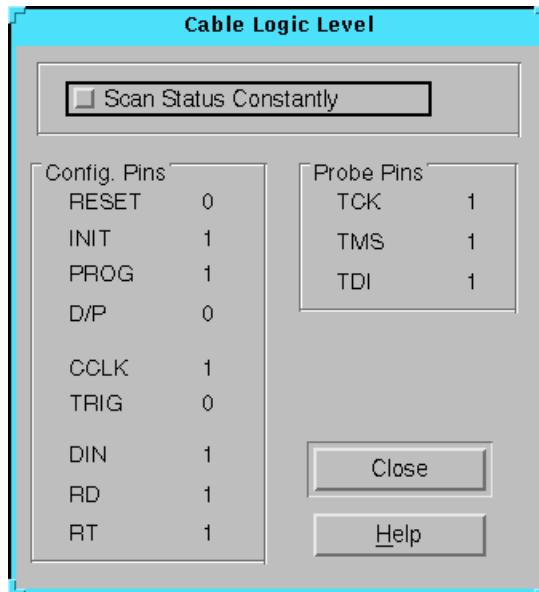 Cable Logic Level
Scan Status Constantly
Config. Pins
RESET 0
INIT 1
PROG 1
D/P 0
CCLK 1
TRIG 0
DIN 1
RD 1
RT 1
Probe Pins
TCK 1
TMS 1
TDI 1
Close
Help